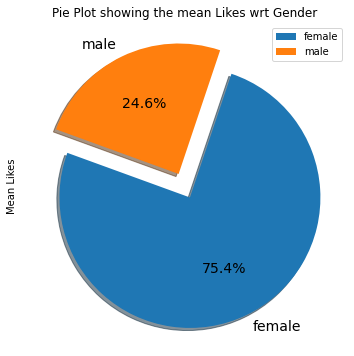 Pie Plot showing the mean Likes wrt Gender
female
male
male
24.6%
Mean Likes
75.4%
female